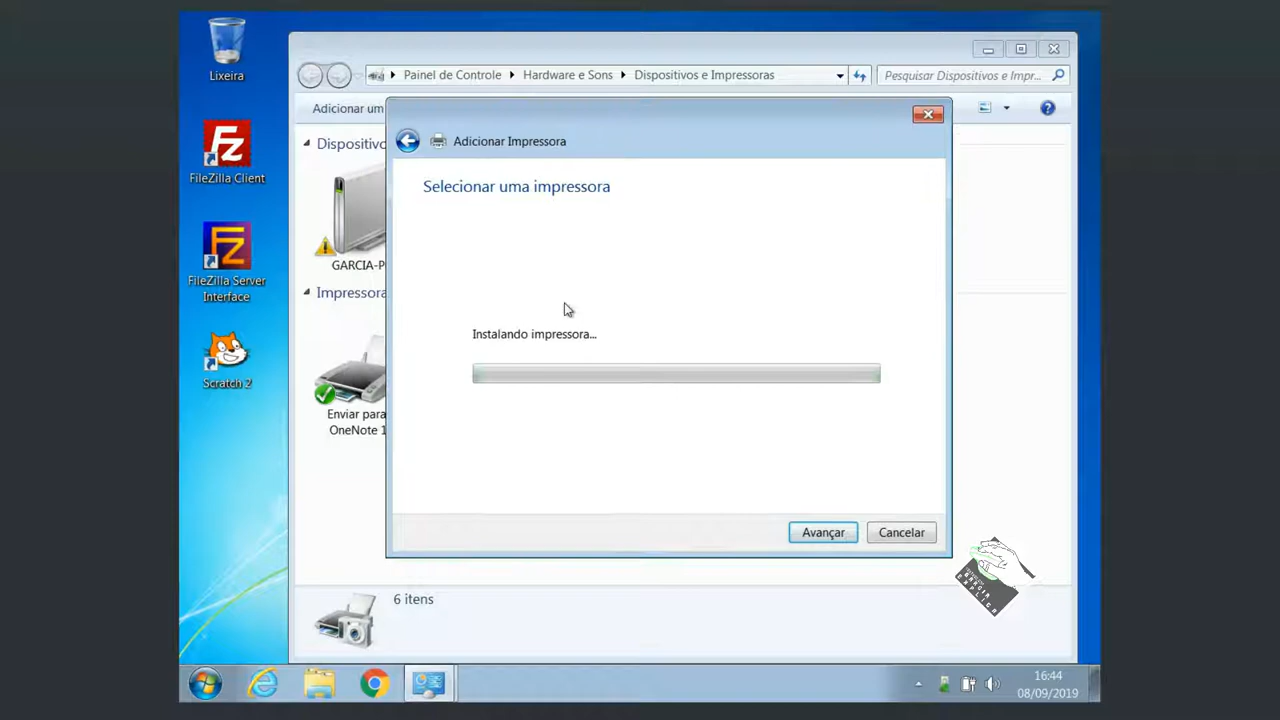 Lixeira
FileZilla Client
FileZilla Server
Interface
Scratch 2
Painel de Controle
Hardware e Sons
Dispositivos e Impressoras
Pesquisar Dispositivos e Impr...
Adicionar um
Dispositivo
GARCIA-P
Impressora
Enviar para
OneNote 1
Adicionar Impressora
Selecionar uma impressora
Instalando impressora...
Avançar
Cancelar
GARCIA
EXPLICA
6 itens
16:44
08/09/2019